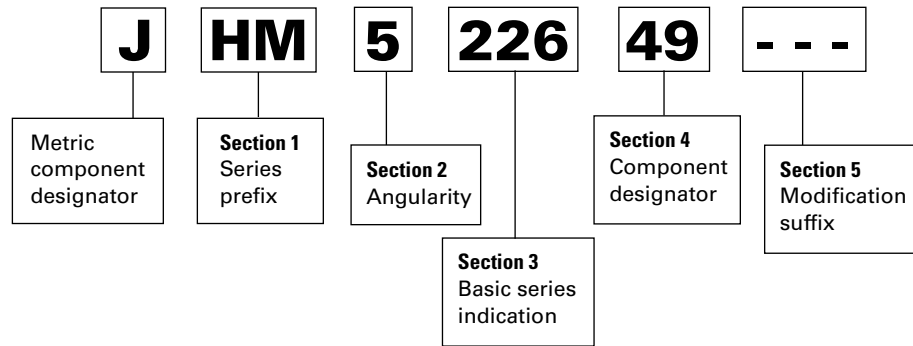 J HM 5 226 49 - - -
Metric
component
designator
Section 1
Series
prefix
Section 2
Angularity
Section 3
Basic series
indication
Section 4
Component
designator
Section 5
Modification
suffix